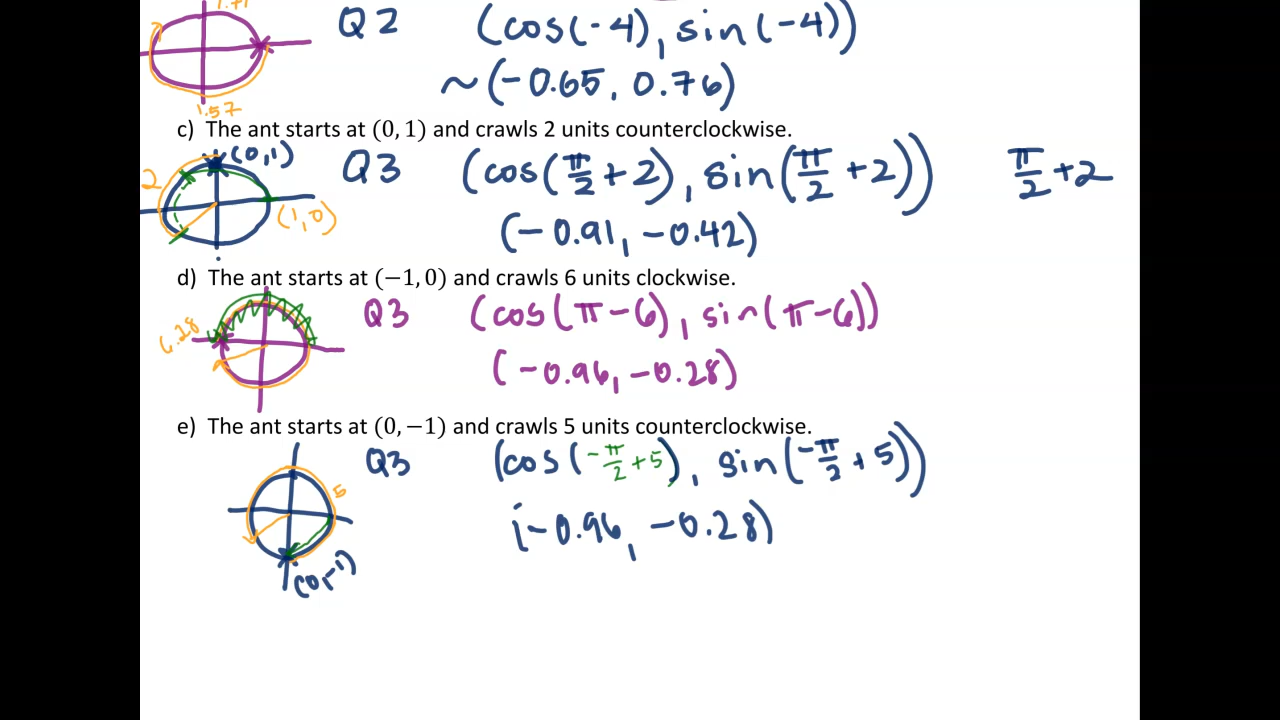 Q2 (cos(-4), sin(-4))
~(-0.65, 0.76)
1.57
c) The ant starts at (0, 1) and crawls 2 units counterclockwise.
(0,1) Q3 (cos(π/2+2), sin(π/2+2)) π/2+2
2
(1,0)
(-0.91, -0.42)
d) The ant starts at (−1, 0) and crawls 6 units clockwise.
Q3 (cos(π-6), sin(π-6))
6.28
(-0.96, -0.28)
e) The ant starts at (0, −1) and crawls 5 units counterclockwise.
Q3 (cos(-π/2+5), sin(-π/2+5))
5
(-0.96, -0.28)
(0,-1)